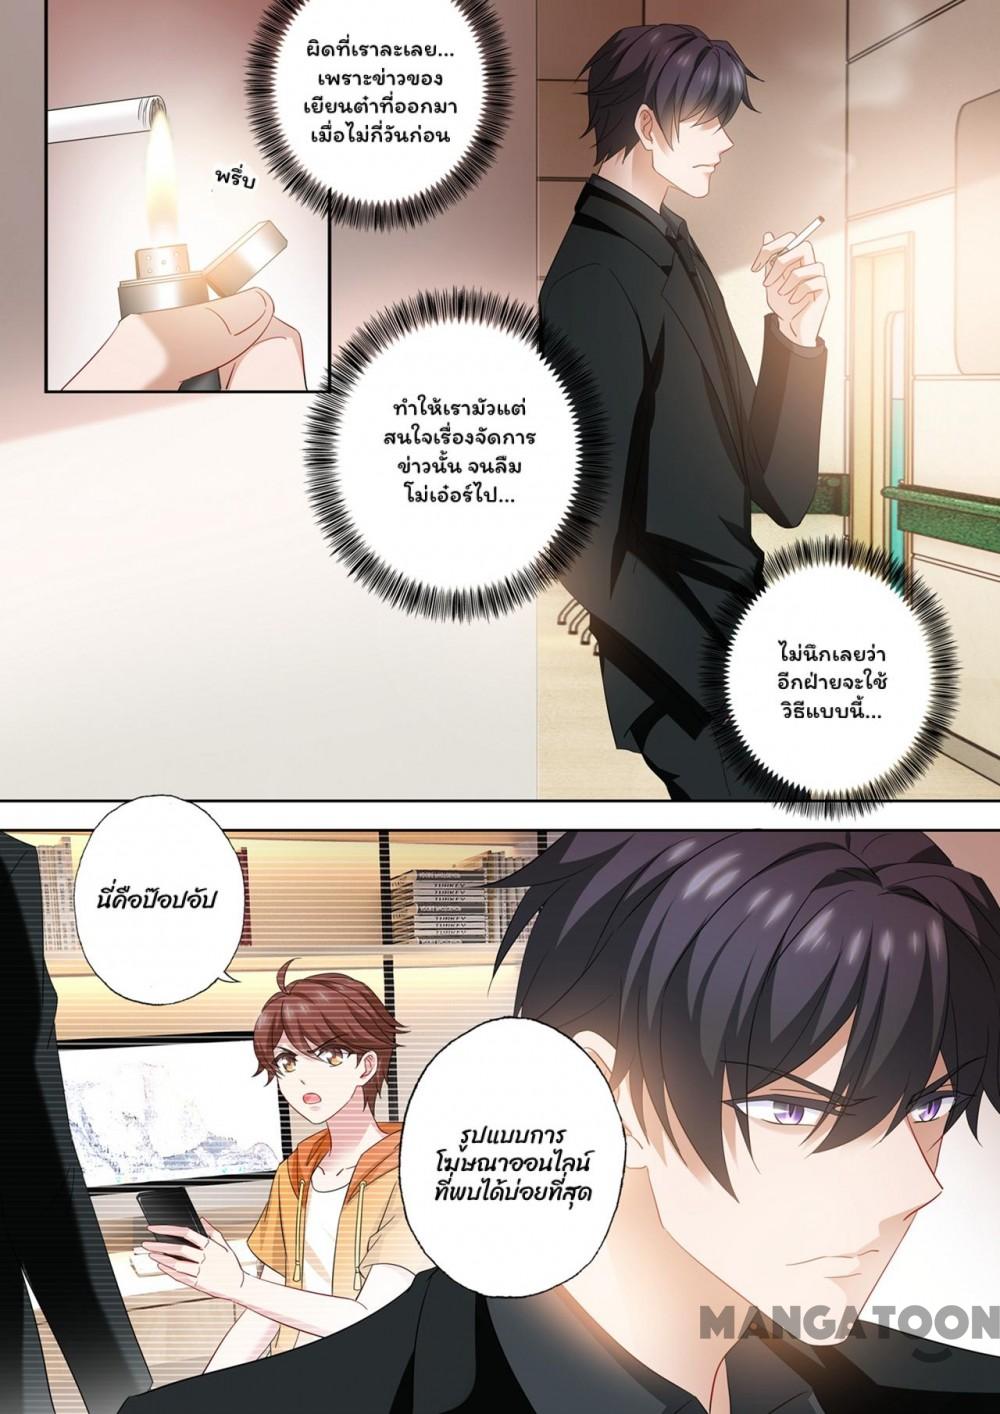 ผิดที่เราละเลย...
เพราะข่าวของ
เยียนต๋าที่ออกมา
เมื่อไม่กี่วันก่อน
พรึ่บ
ทำให้เรามัวแต่
สนใจเรื่องจัดการ
ข่าวนั้น จนลืม
โม่เอ๋อร์ไป...
ไม่นึกเลยว่า
อีกฝ่ายจะใช้
วิธีแบบนี้...
นี่คือป๊อปอัป
TURKEY
TURKEY
รูปแบบการ
โฆษณาออนไลน์
ที่พบได้บ่อยที่สุด
MANGATOON